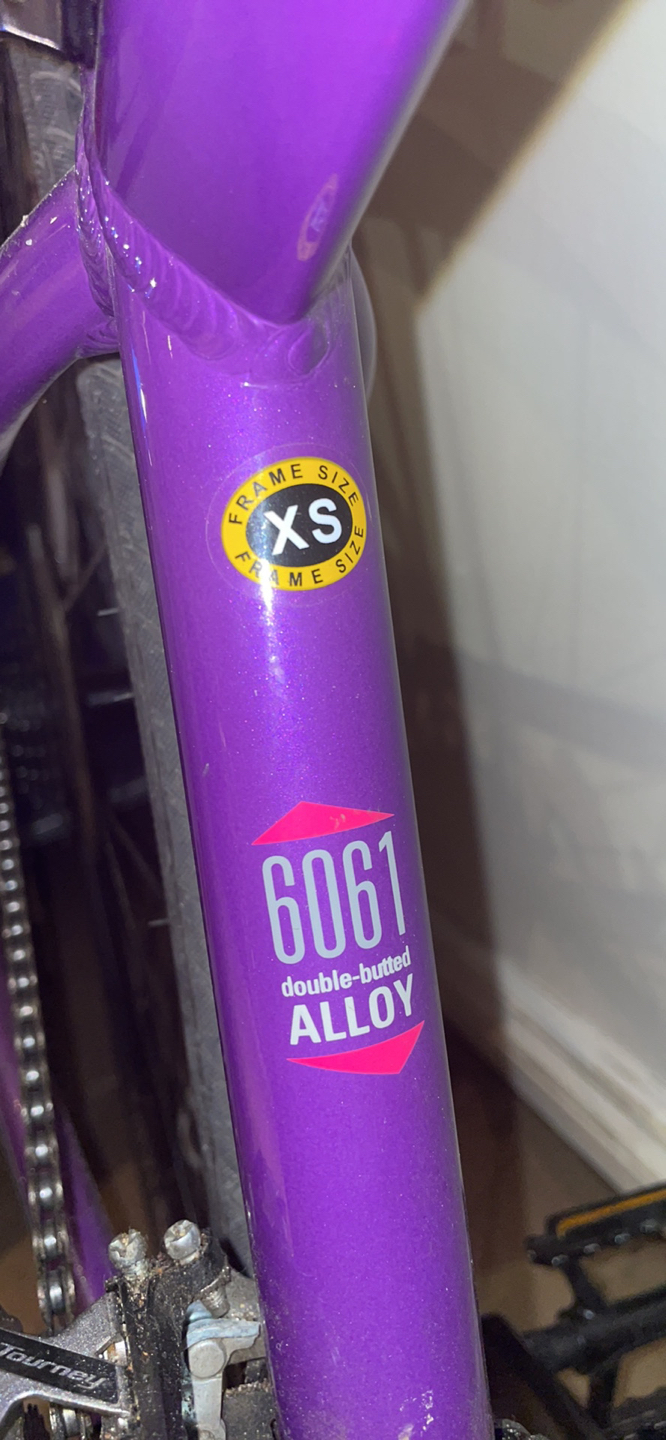 FRAME SIZE
XS
FRAME SIZE
6061
double-butted
ALLOY
Tourney